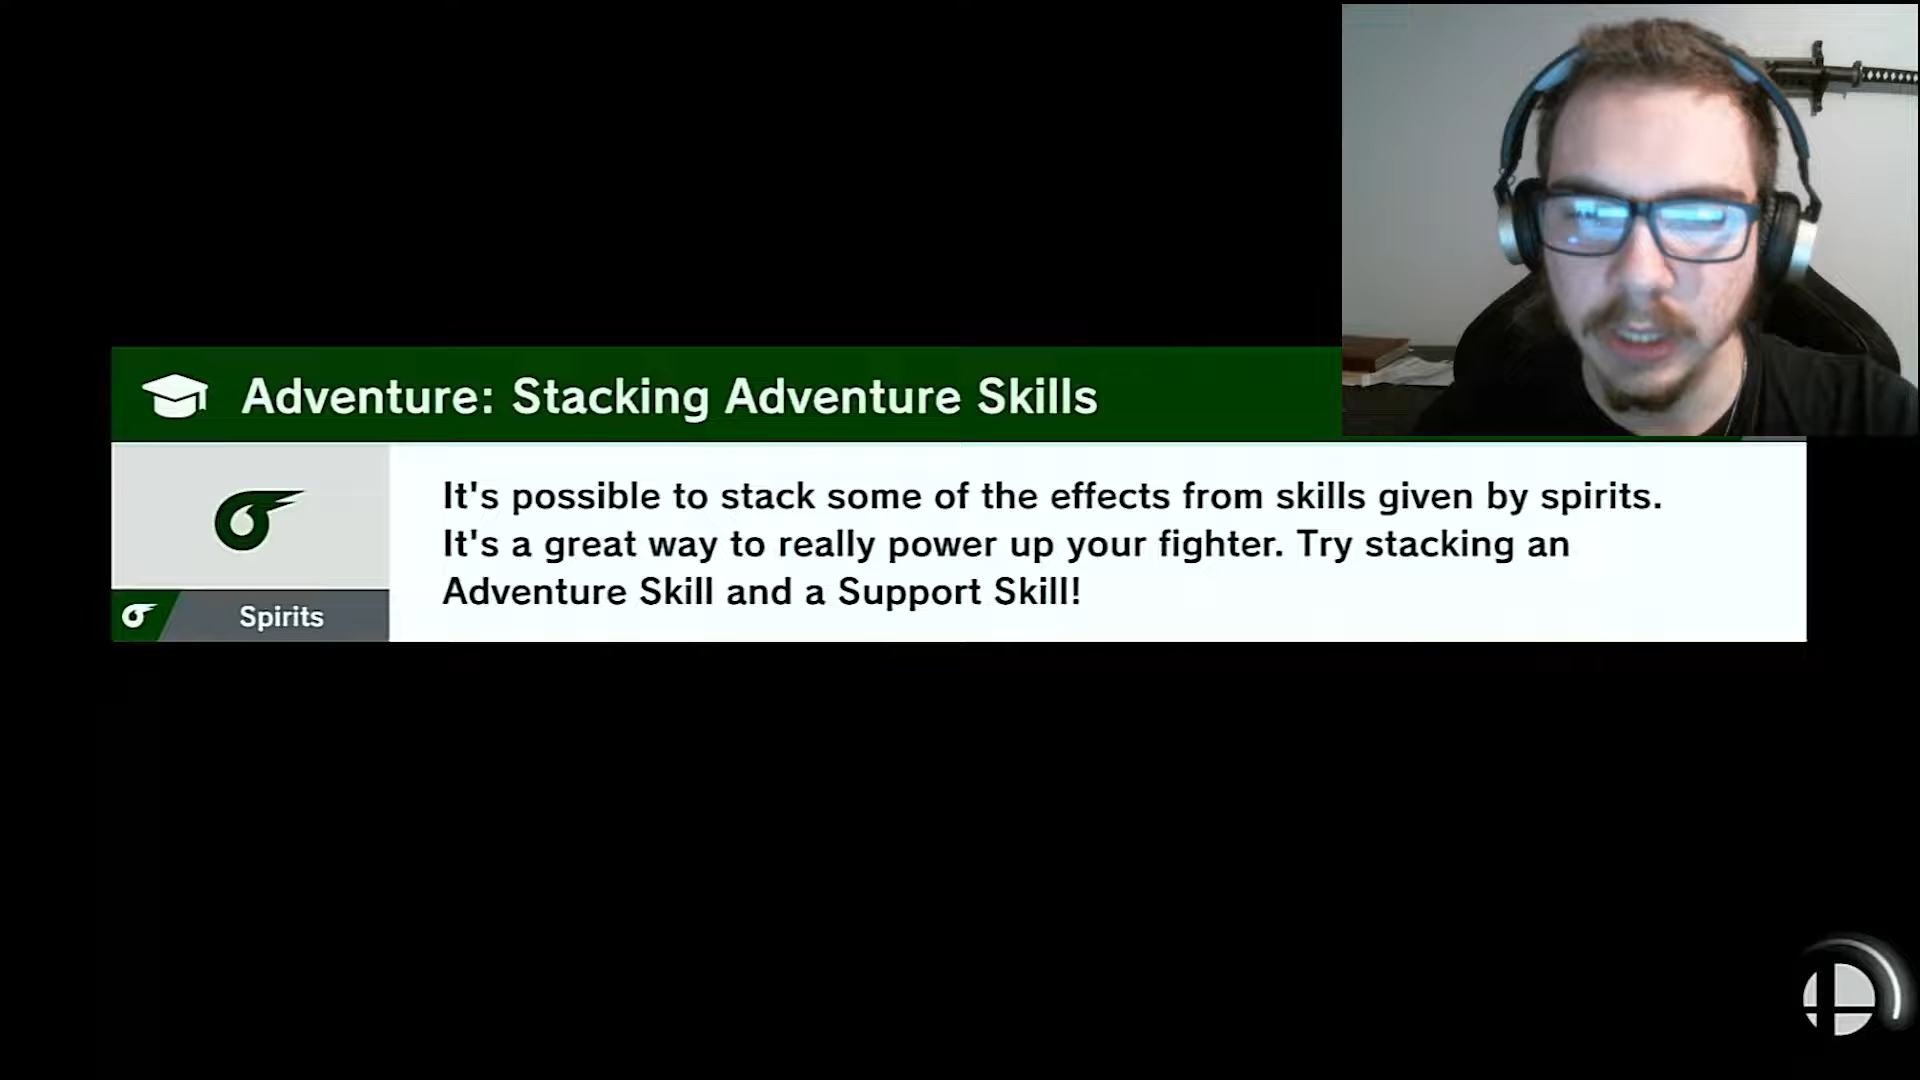 Adventure: Stacking Adventure Skills
It's possible to stack some of the effects from skills given by spirits.
It's a great way to really power up your fighter. Try stacking an
Adventure Skill and a Support Skill!
Spirits